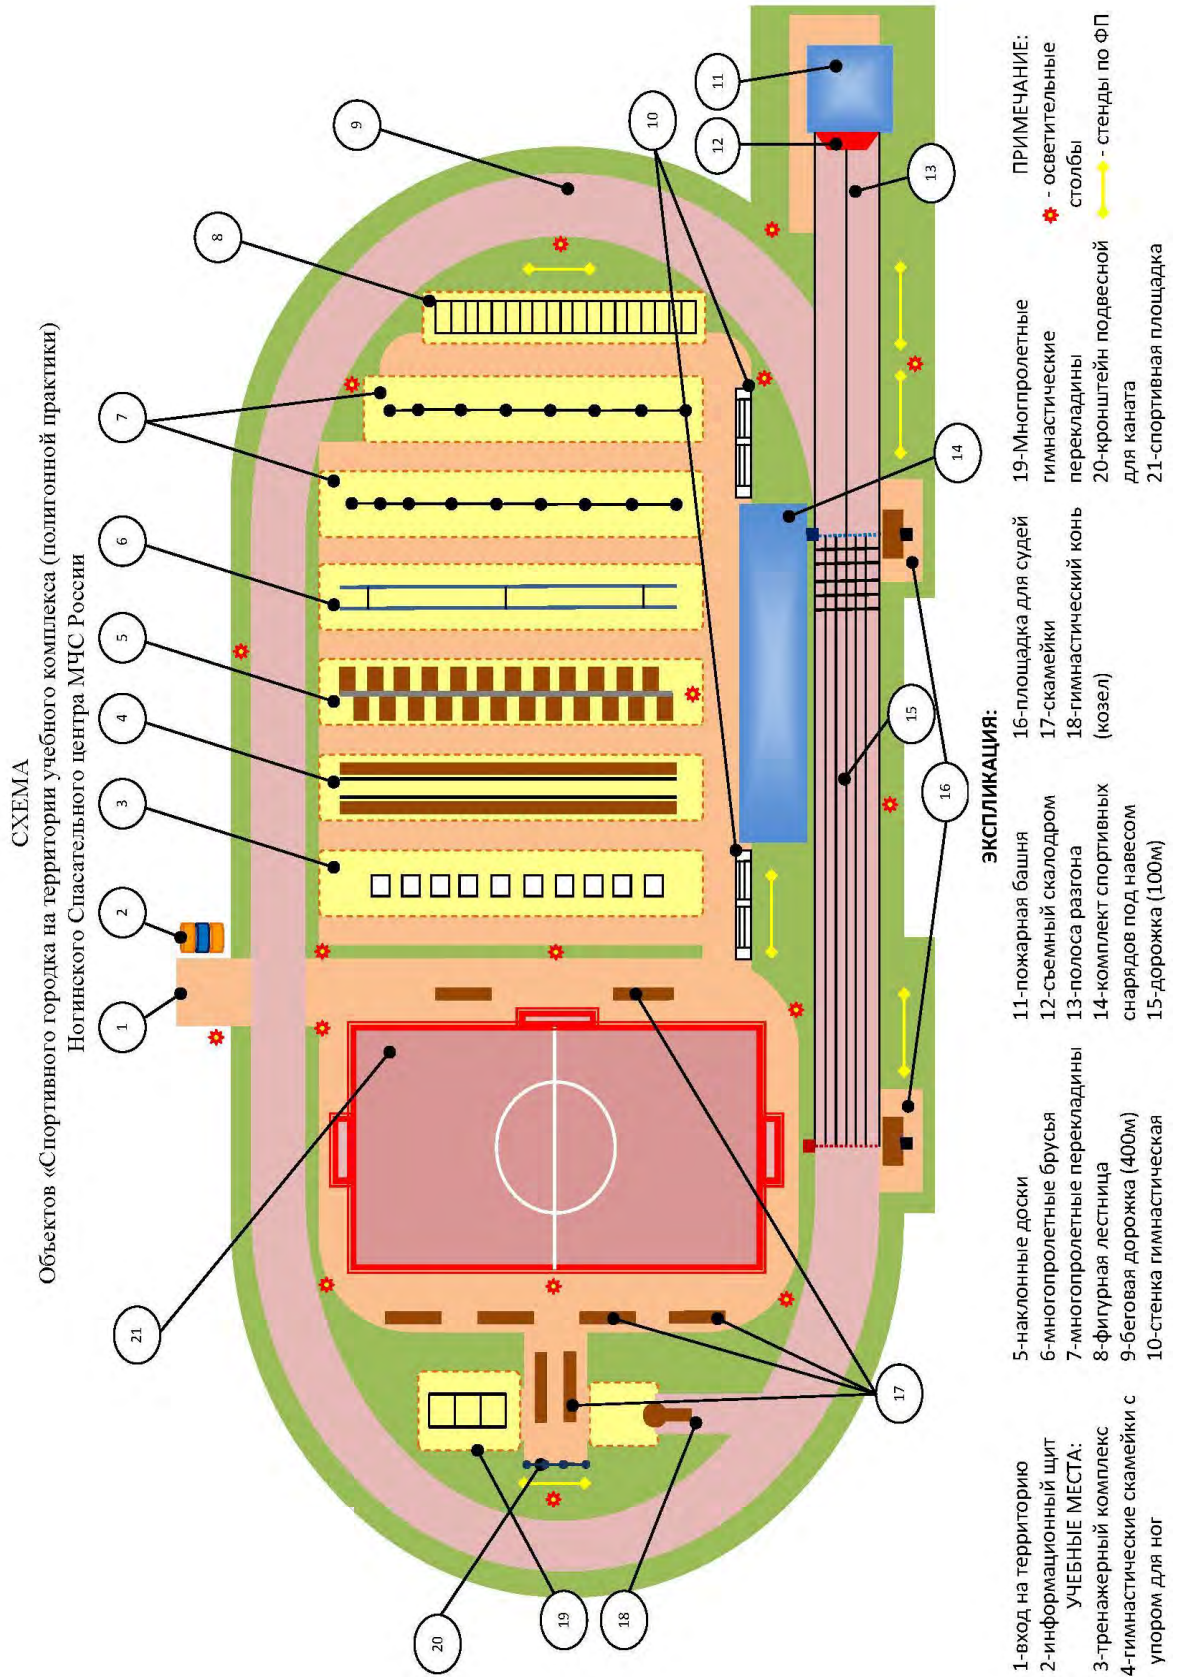 СХЕМА
Объектов «Спортивного городка на территории учебного комплекса (полигонной практики)
Ногинского Спасательного центра МЧС России
1
2
3
4
5
6
7
8
9
10
11
12
13
14
15
16
17
18
19
20
21
ЭКСПЛИКАЦИЯ:
1-вход на территорию
2-информационный щит
УЧЕБНЫЕ МЕСТА:
3-тренажерный комплекс
4-гимнастические скамейки с
упором для ног
5-наклонные доски
6-многопролетные брусья
7-многопролетные перекладины
8-фигурная лестница
9-беговая дорожка (400м)
10-стенка гимнастическая
11-пожарная башня
12-съемный скалодром
13-полоса разгона
14-комплект спортивных
снарядов под навесом
15-дорожка (100м)
16-площадка для судей
17-скамейки
18-гимнастический конь
(козел)
19-Многпролетные
гимнастические
перекладины
20-кронштейн подвесной
для каната
21-спортивная площадка
ПРИМЕЧАНИЕ:
- осветительные
столбы
- стенды по ФП